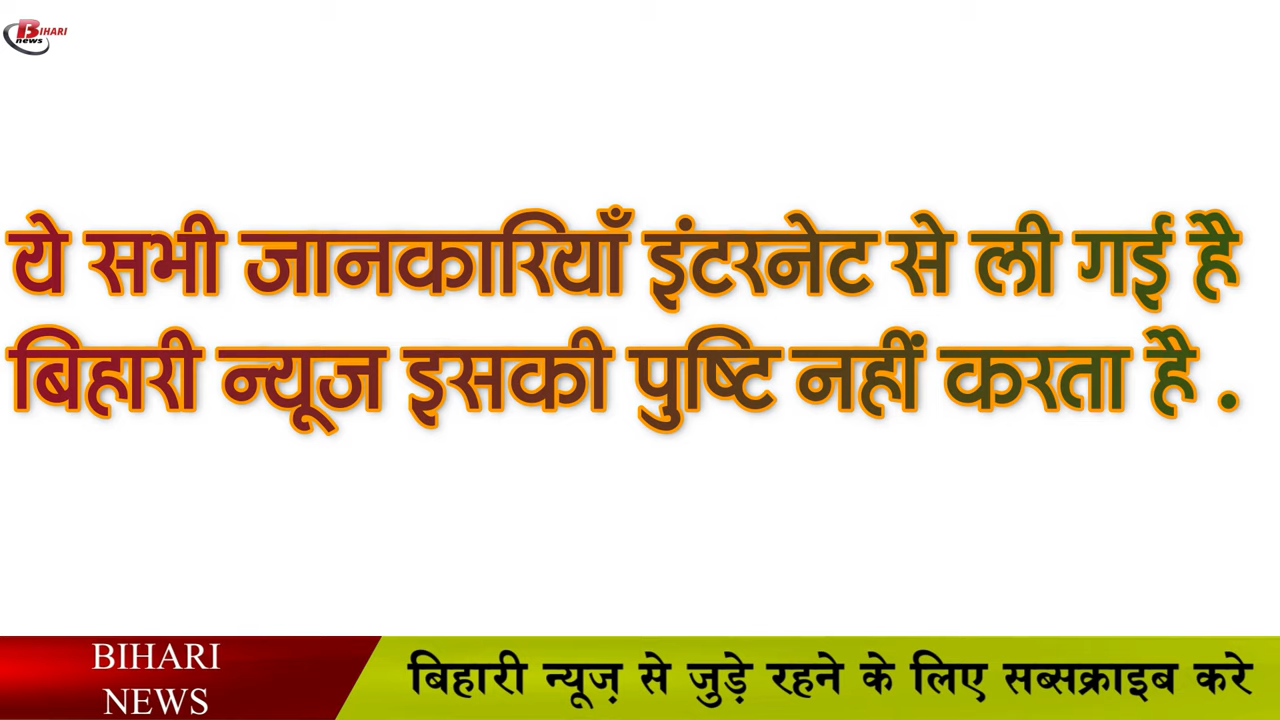 BIHARI
news
ये सभी जानकारियाँ इंटरनेट से ली गई है
बिहारी न्यूज इसकी पुष्टि नहीं करता है .
BIHARI
NEWS
बिहारी न्यूज़ से जुड़े रहने के लिए सब्सक्राइब करे